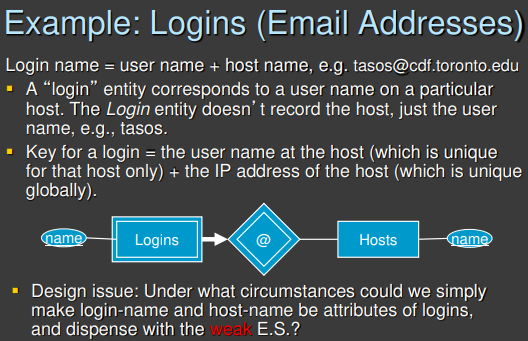 Example: Logins (Email Addresses)
Login name = user name + host name, e.g. tasos@cdf.toronto.edu
▪ A “login” entity corresponds to a user name on a particular
host. The Login entity doesn’t record the host, just the user
name, e.g., tasos.
▪ Key for a login = the user name at the host (which is unique
for that host only) + the IP address of the host (which is unique
globally).
name Logins @ Hosts name
▪ Design issue: Under what circumstances could we simply
make login-name and host-name be attributes of logins,
and dispense with the weak E.S.?